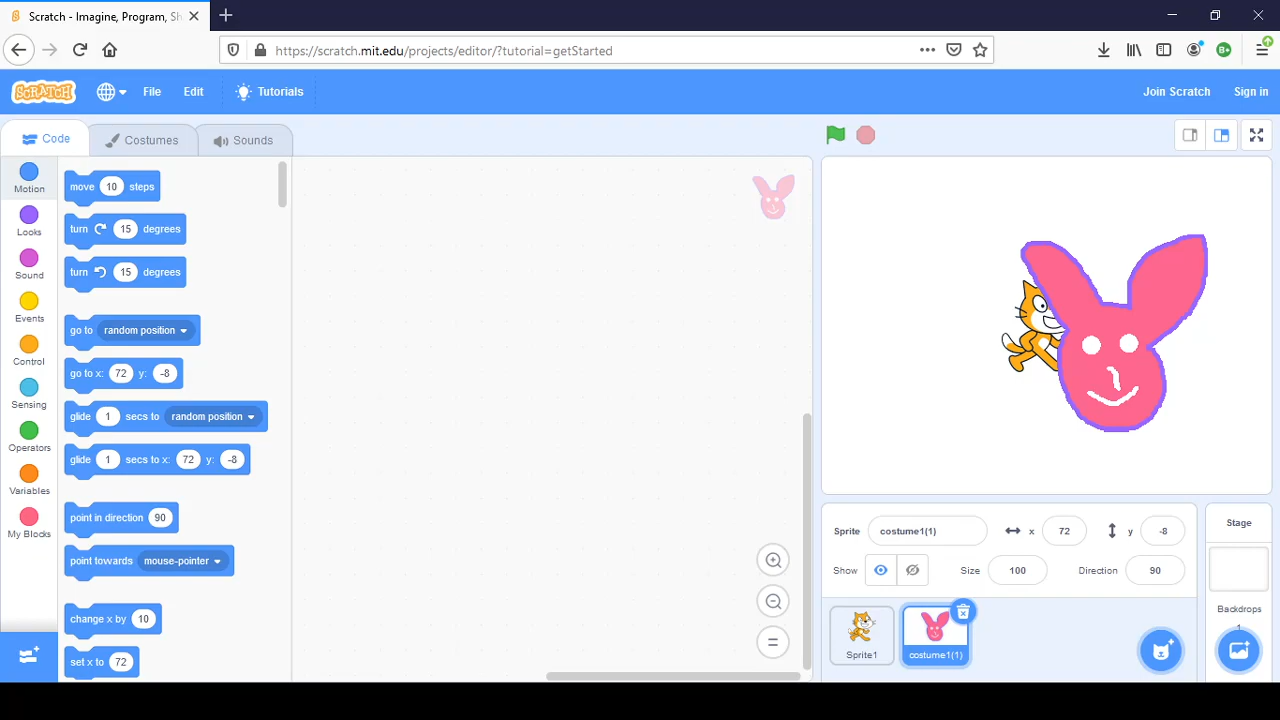 Scratch - Imagine, Program, Sh
https://scratch.mit.edu/projects/editor/?tutorial=getStarted
SCRATCH File Edit Tutorials Join Scratch Sign in
Code Costumes Sounds
Motion
Looks
Sound
Events
Control
Sensing
Operators
Variables
My Blocks
move 10 steps
turn 15 degrees
turn 15 degrees
go to random position
go to x: 72 y: -8
glide 1 secs to random position
glide 1 secs to x: 72 y: -8
point in direction 90
point towards mouse-pointer
change x by 10
set x to 72
Sprite costume1(1) x 72 y -8
Show Size 100 Direction 90
Sprite1
costume1(1)
Stage
Backdrops
1